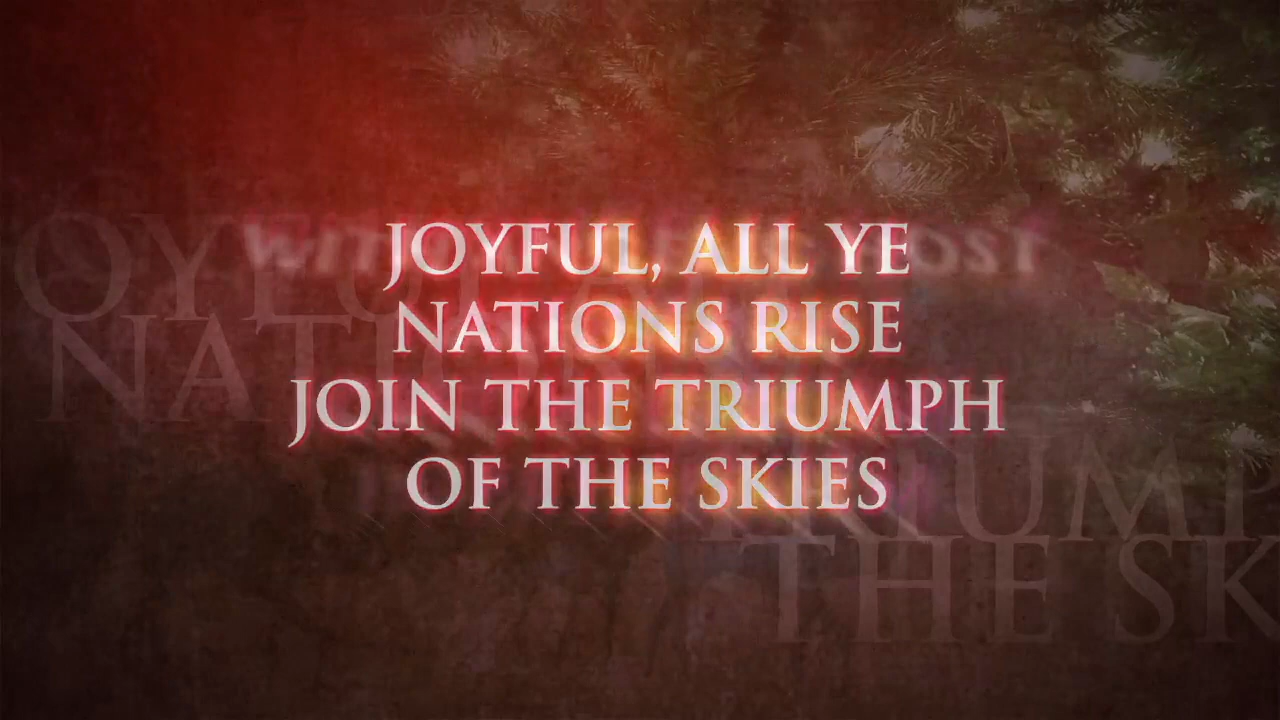 JOYFUL, ALL YE
NATIONS RISE
JOIN THE TRIUMPH
OF THE SKIES